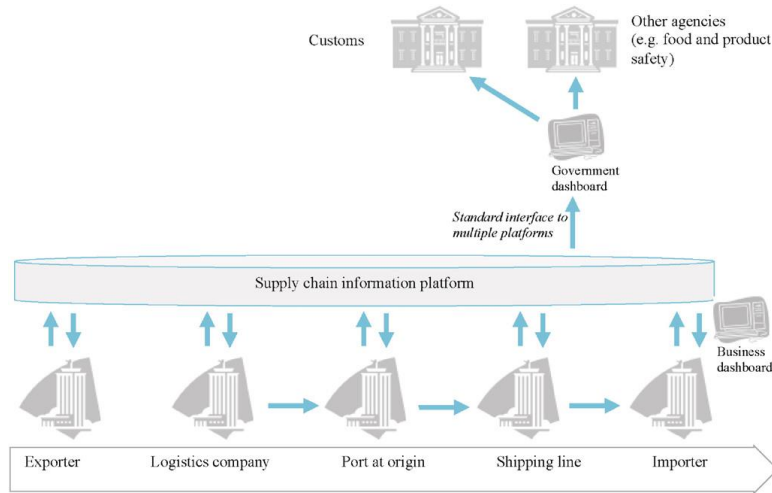 Customs
Other agencies
(e.g. food and product
safety)
Government
dashboard
Standard interface to
multiple platforms
Supply chain information platform
Business
dashboard
Exporter
Logistics company
Port at origin
Shipping line
Importer